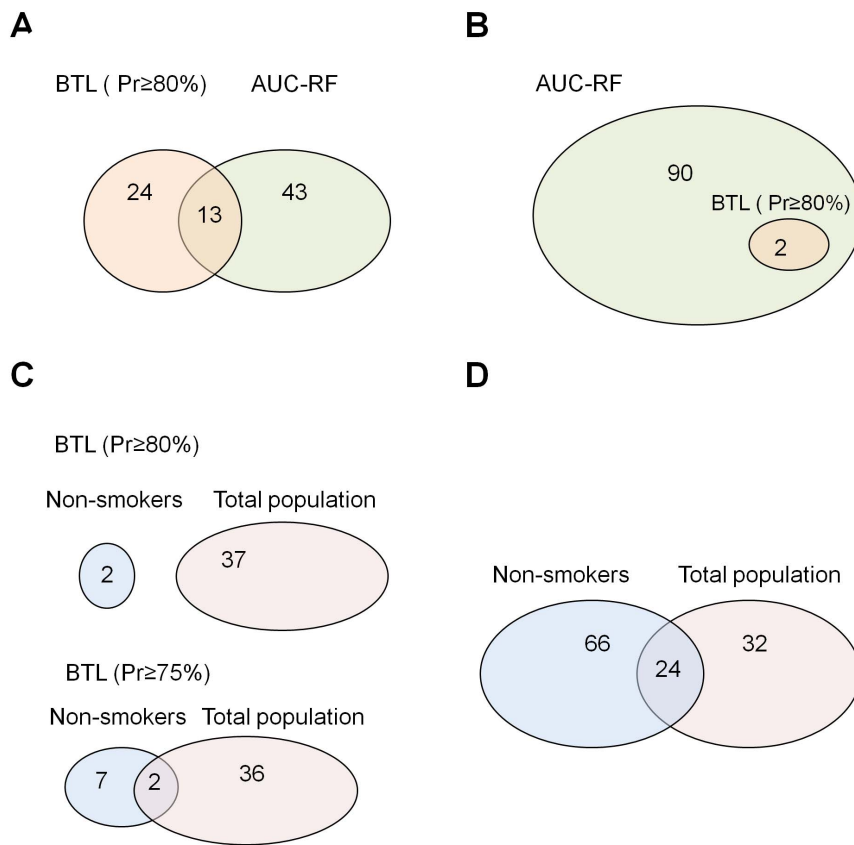 A
BTL ( Pr≥80%) AUC-RF
24 13 43
B
AUC-RF
90
BTL ( Pr≥80%)
2
C
BTL (Pr≥80%)
Non-smokers Total population
2 37
BTL (Pr≥75%)
Non-smokers Total population
7 2 36
D
Non-smokers Total population
66 24 32